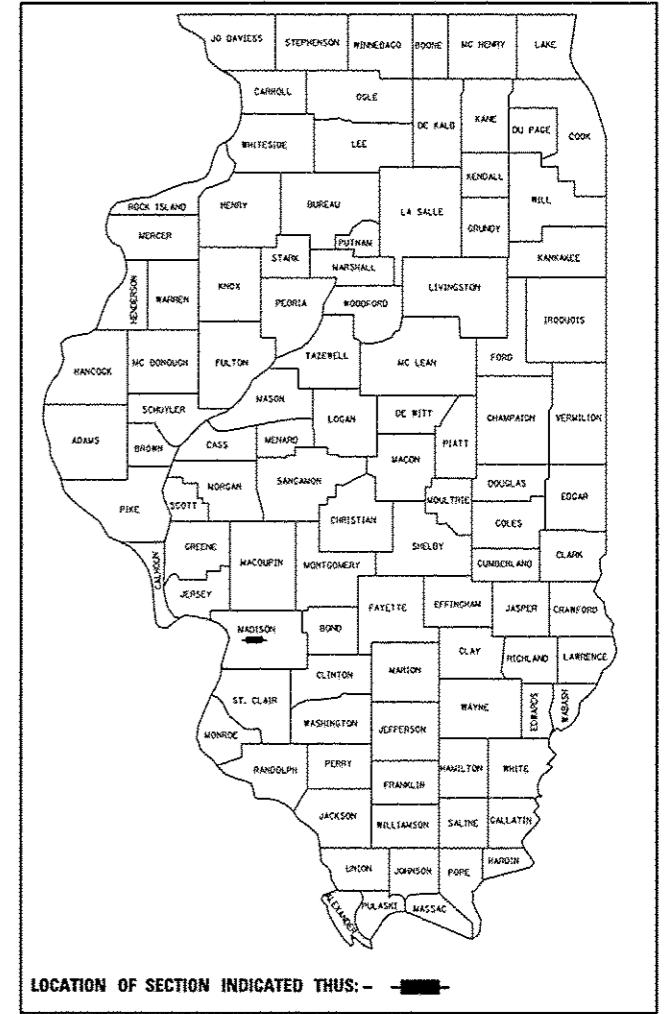 JO DAVIESS STEPHENSON WINNEBAGO BOONE MC HENRY LAKE
CARROLL OGLE DE KALB KANE DU PAGE COOK
WHITESIDE LEE KENDALL WILL
ROCK ISLAND HENRY BUREAU LA SALLE GRUNDY
MERCER PUTNAM KANKAKEE
STARK MARSHALL
HENDERSON WARREN KNOX PEORIA WOODFORD LIVINGSTON IROQUOIS
HANCOCK MC DONOUGH FULTON TAZEWELL MC LEAN FORD
SCHUYLER MASON LOGAN DE WITT CHAMPAIGN VERMILION
ADAMS BROWN CASS MENARD MACON PIATT
PIKE SCOTT MORGAN SANGAMON MOULTRIE DOUGLAS EDGAR
CHRISTIAN COLES
CALHOUN GREENE MACOUPIN MONTGOMERY SHELBY CUMBERLAND CLARK
JERSEY FAYETTE EFFINGHAM JASPER CRAWFORD
MADISON BOND CLAY RICHLAND LAWRENCE
CLINTON MARION
ST. CLAIR WASHINGTON WAYNE EDWARDS WABASH
MONROE JEFFERSON
RANDOLPH PERRY HAMILTON WHITE
FRANKLIN
JACKSON WILLIAMSON SALINE GALLATIN
UNION JOHNSON POPE HARDIN
ALEXANDER PULASKI MASSAC
LOCATION OF SECTION INDICATED THUS: -